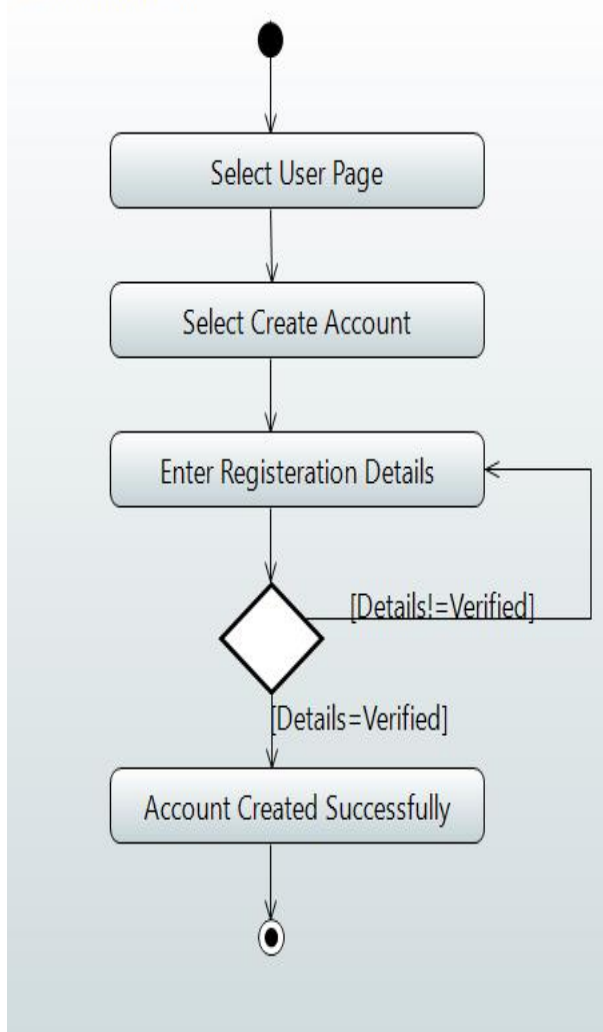 Select User Page
Select Create Account
Enter Registeration Details
[Details!=Verified]
[Details=Verified]
Account Created Successfully